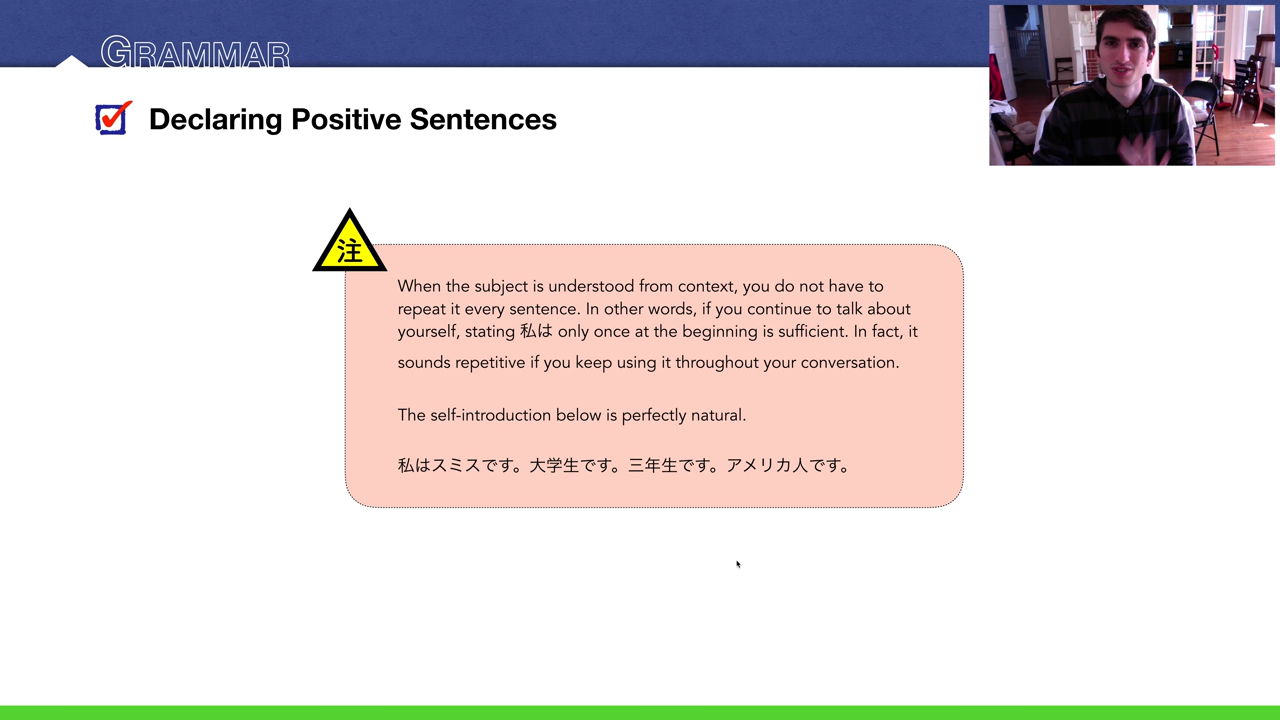 GRAMMAR
Declaring Positive Sentences
注
When the subject is understood from context, you do not have to
repeat it every sentence. In other words, if you continue to talk about
yourself, stating 私は only once at the beginning is sufficient. In fact, it
sounds repetitive if you keep using it throughout your conversation.
The self-introduction below is perfectly natural.
私はスミスです。大学生です。三年生です。アメリカ人です。